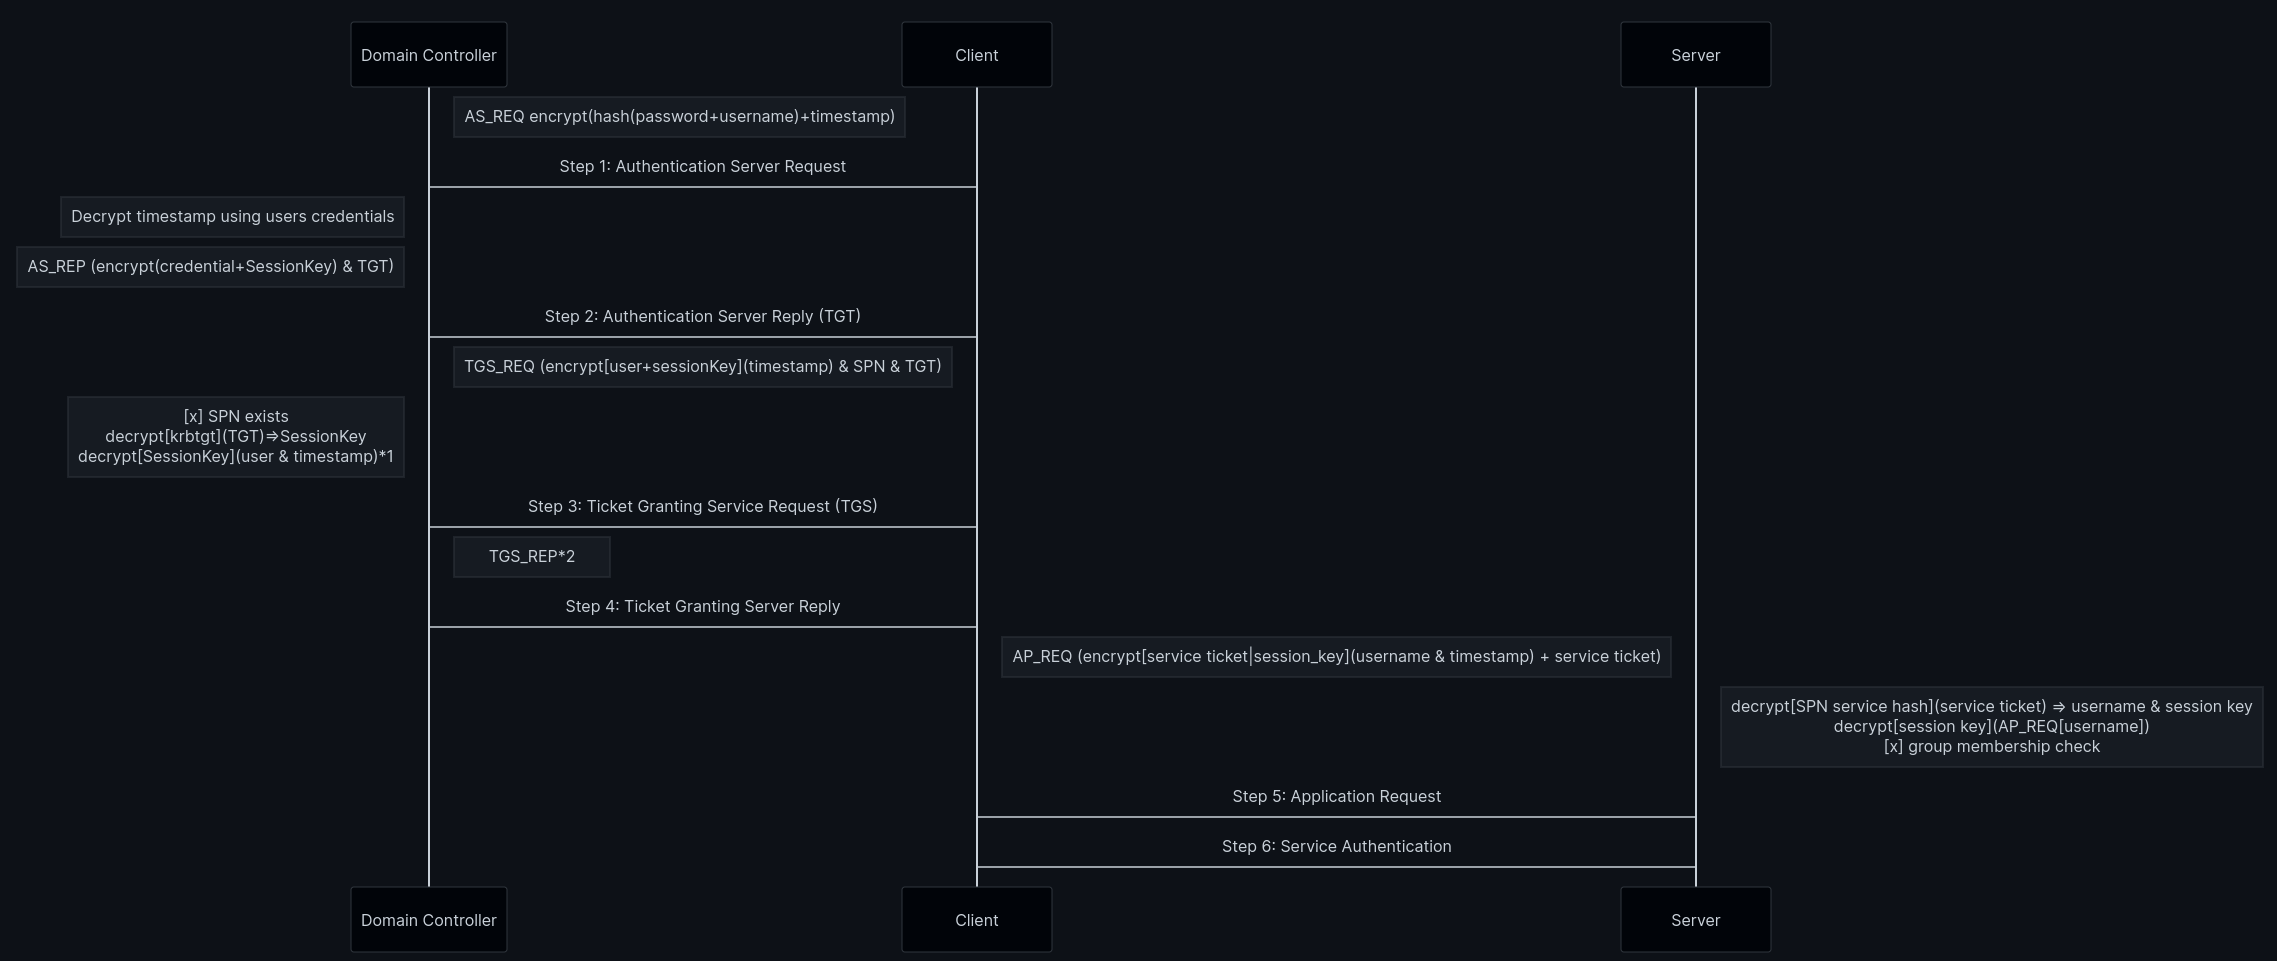 Domain Controller
Client
Server
AS_REQ encrypt(hash(password+username)+timestamp)
Step 1: Authentication Server Request
Decrypt timestamp using users credentials
AS_REP (encrypt(credential+SessionKey) & TGT)
Step 2: Authentication Server Reply (TGT)
TGS_REQ (encrypt[user+sessionKey](timestamp) & SPN & TGT)
[x] SPN exists
decrypt[krbtgt](TGT)⇒SessionKey
decrypt[SessionKey](user & timestamp)*1
Step 3: Ticket Granting Service Request (TGS)
TGS_REP*2
Step 4: Ticket Granting Server Reply
AP_REQ (encrypt[service ticket|session_key](username & timestamp) + service ticket)
decrypt[SPN service hash](service ticket) ⇒ username & session key
decrypt[session key](AP_REQ[username])
[x] group membership check
Step 5: Application Request
Step 6: Service Authentication
Domain Controller
Client
Server